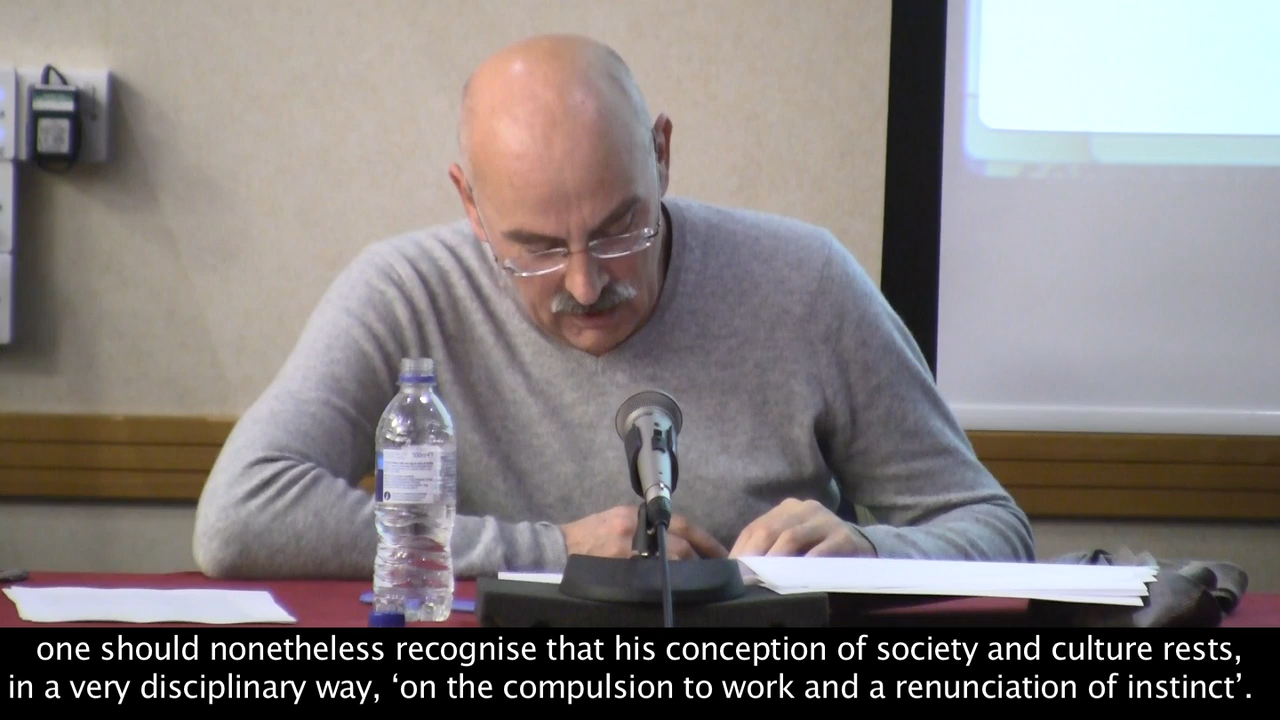 one should nonetheless recognise that his conception of society and culture rests,
in a very disciplinary way, ‘on the compulsion to work and a renunciation of instinct’.